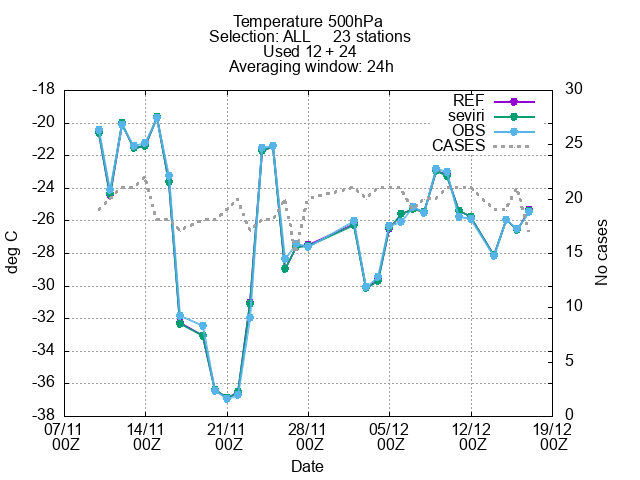 Temperature 500hPa
Selection: ALL 23 stations
Used 12 + 24
Averaging window: 24h
REF
seviri
OBS
CASES
-18
-20
-22
-24
-26
-28
-30
-32
-34
-36
-38
deg C
30
25
20
15
10
5
0
No cases
07/11 14/11 21/11 28/11 05/12 12/12 19/12
00Z 00Z 00Z 00Z 00Z 00Z 00Z
Date